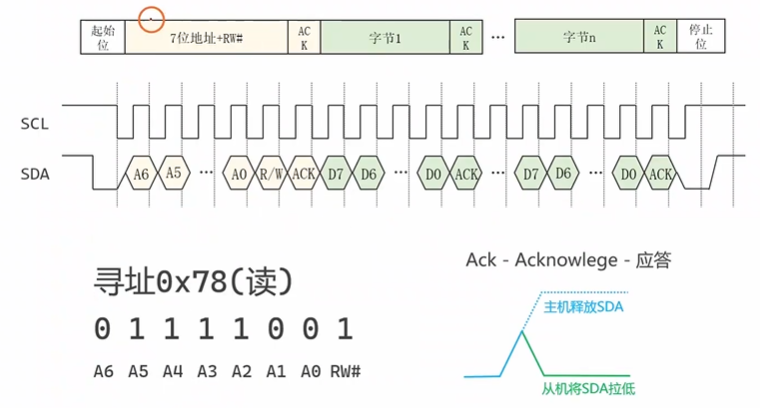 起始位 7位地址+RW# ACK 字节1 ACK ... 字节n ACK 停止位
SCL
SDA A6 A5 ... A0 R/W ACK D7 D6 ... D0 ACK ... D7 D6 ... D0 ACK
寻址0x78(读)
0 1 1 1 1 0 0 1
A6 A5 A4 A3 A2 A1 A0 RW#
Ack - Acknowlege - 应答
主机释放SDA
从机将SDA拉低